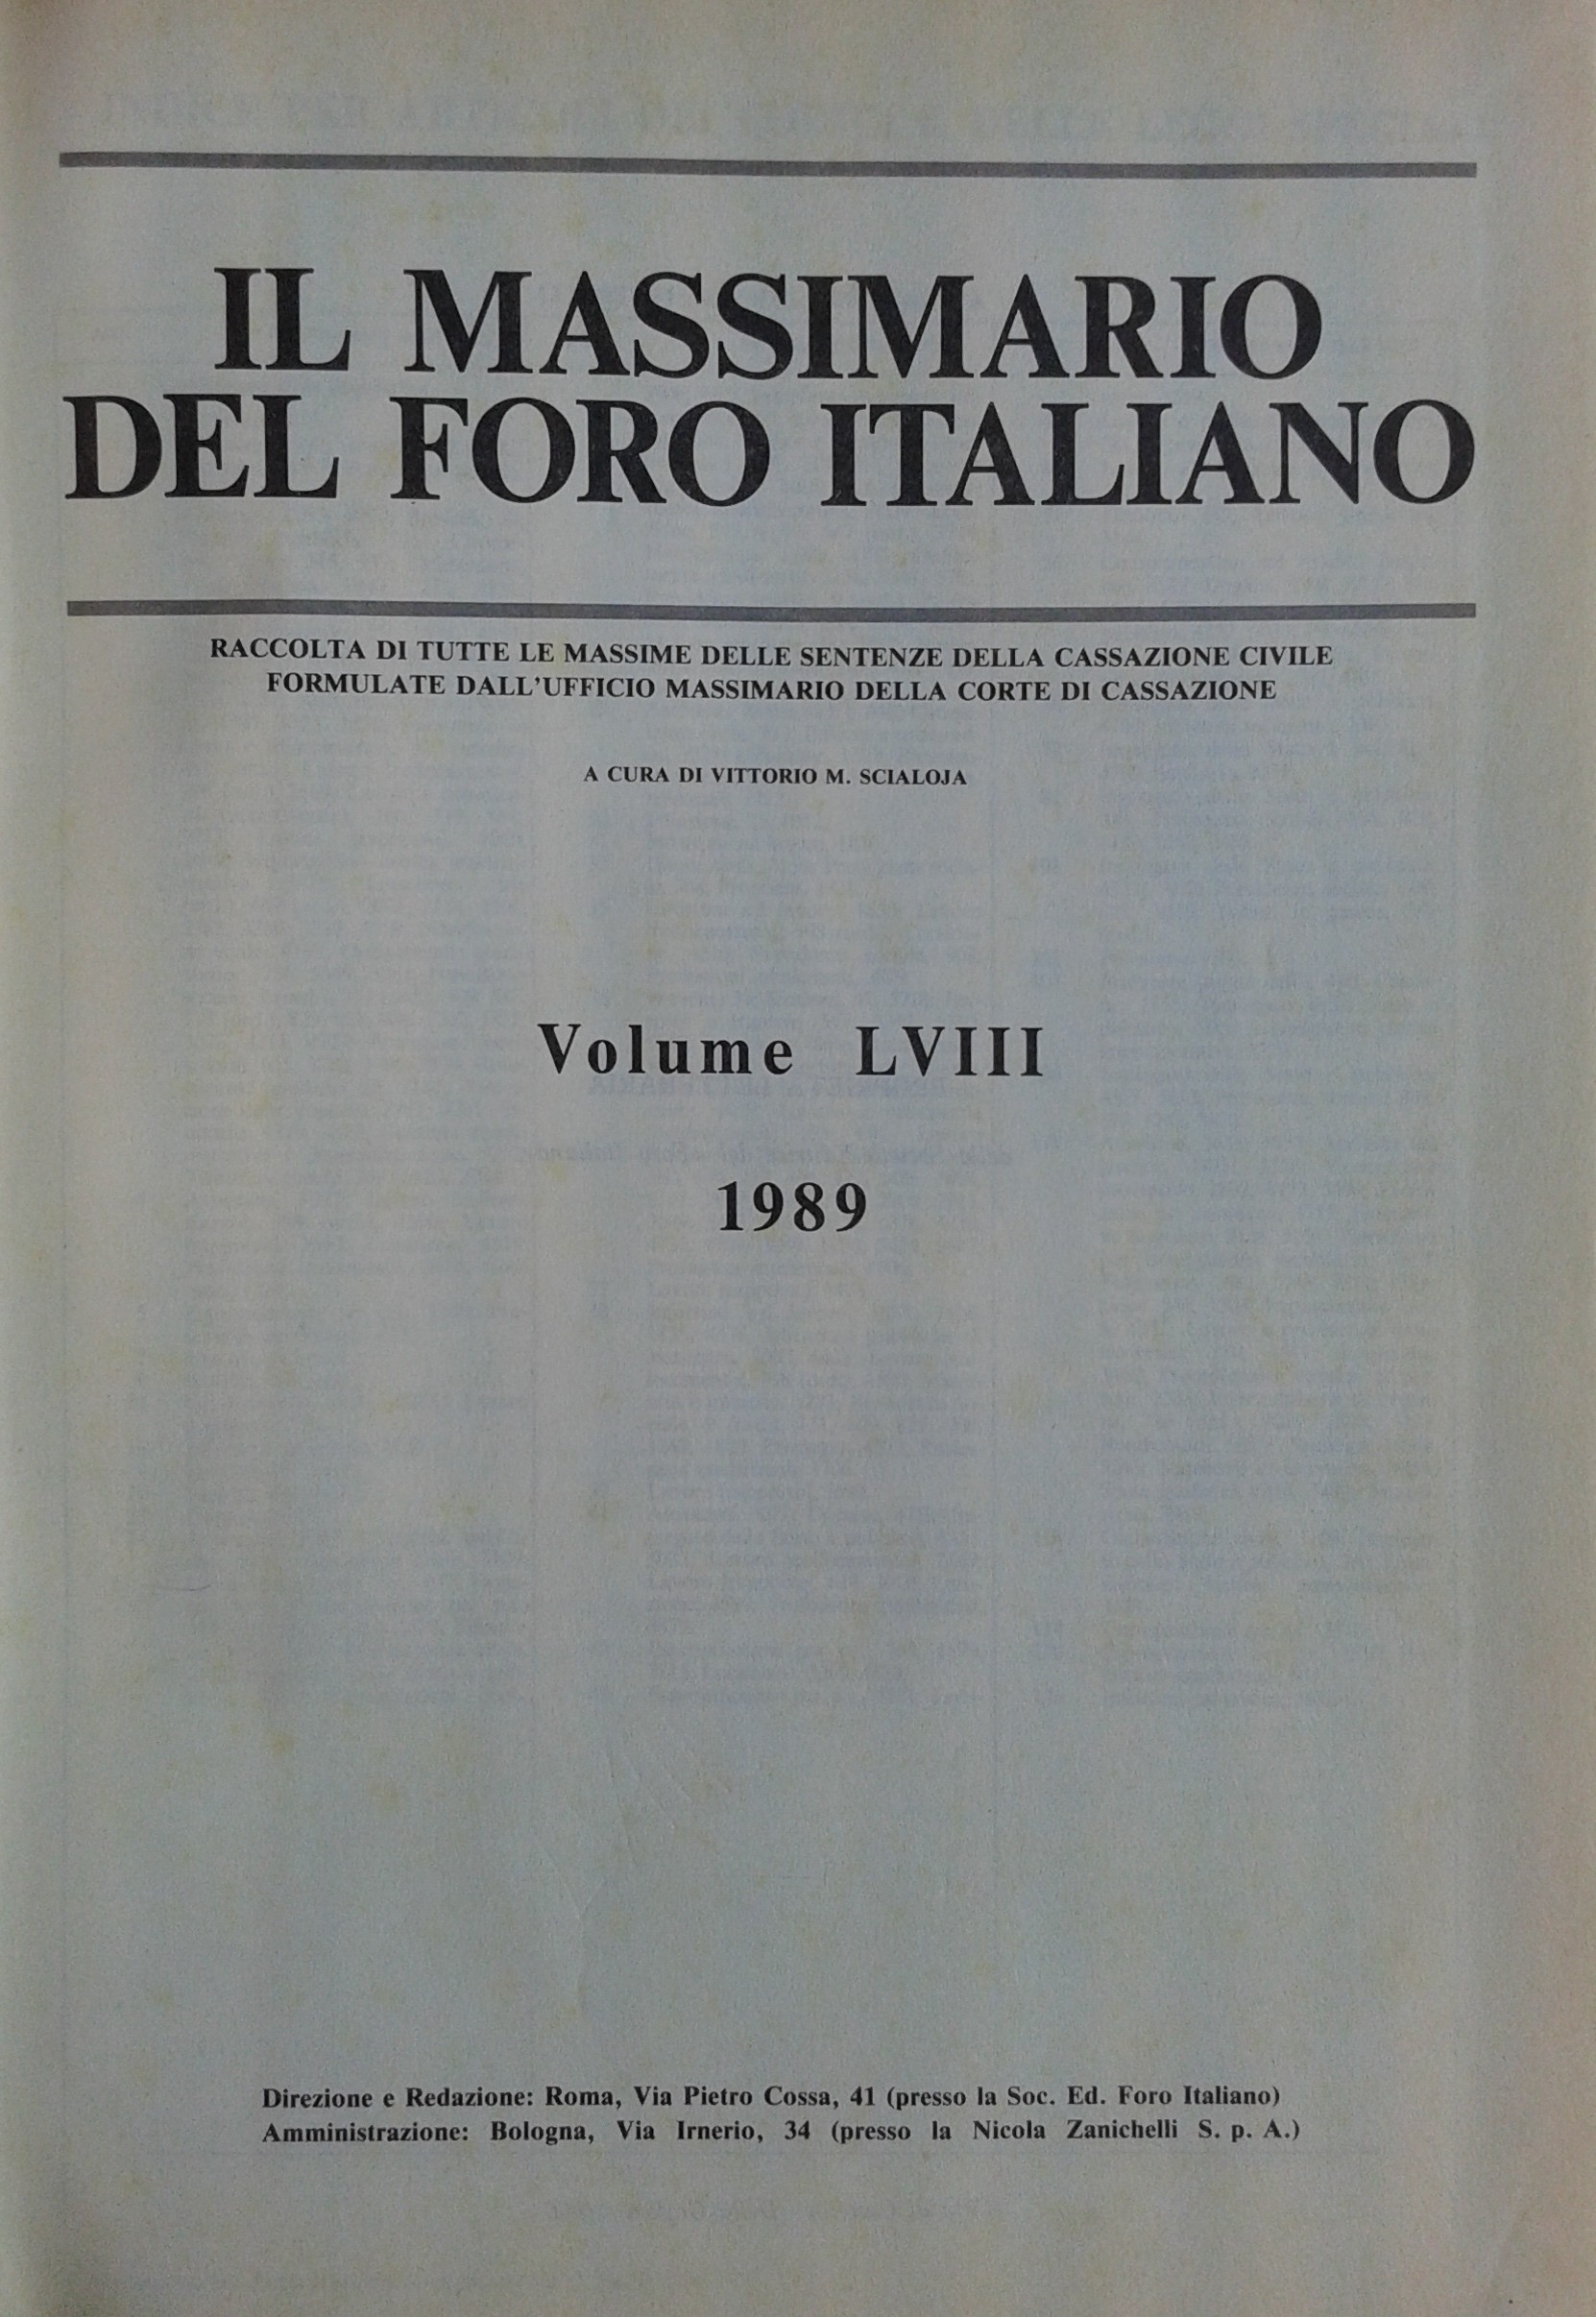 IL MASSIMARIO
DEL FORO ITALIANO
RACCOLTA DI TUTTE LE MASSIME DELLE SENTENZE DELLA CASSAZIONE CIVILE
FORMULATE DALL'UFFICIO MASSIMARIO DELLA CORTE DI CASSAZIONE
A CURA DI VITTORIO M. SCIALOJA
Volume LVIII
1989
Direzione e Redazione: Roma, Via Pietro Cossa, 41 (presso la Soc. Ed. Foro Italiano)
Amministrazione: Bologna, Via Irnerio, 34 (presso la Nicola Zanichelli S. p. A.)